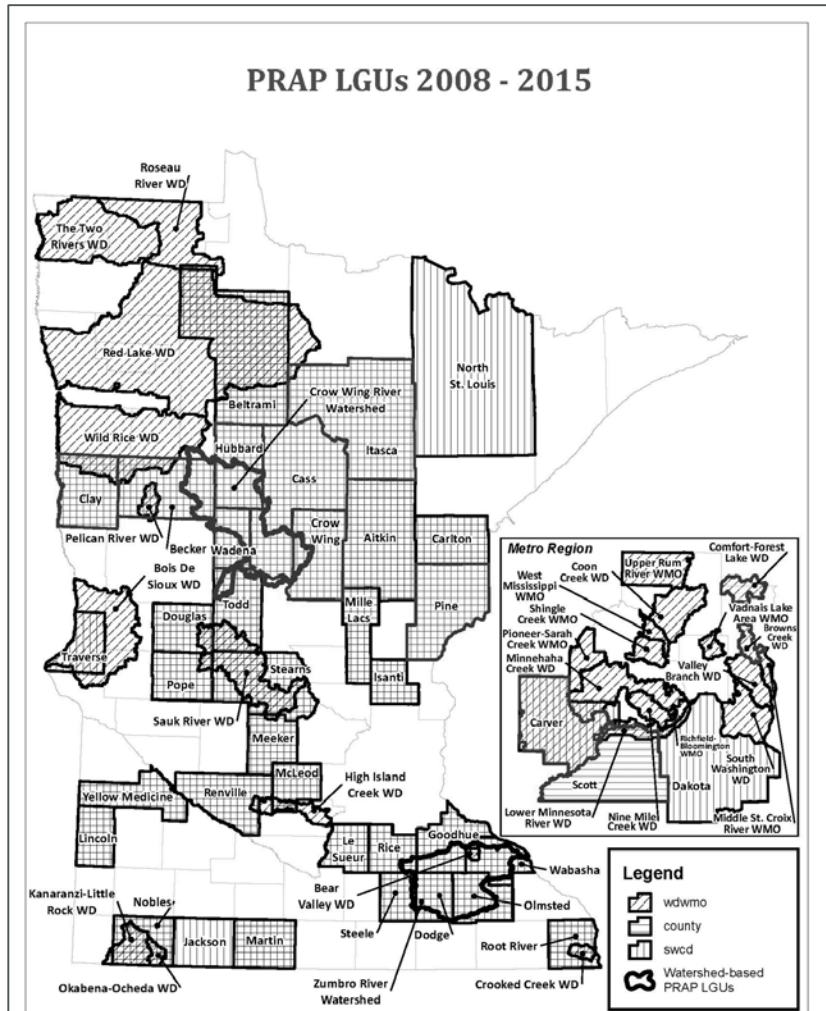 PRAP LGUs 2008 - 2015
Roseau
River WD
The Two
Rivers WD
Red Lake WD
North
St. Louis
Beltrami
Crow Wing River
Watershed
Wild Rice WD
Hubbard
Itasca
Cass
Clay
Pelican River WD
Becker
Wadena
Crow
Wing
Aitkin
Carlton
Bois De
Sioux WD
Todd
Mille
Lacs
Pine
Douglas
Traverse
Stearns
Pope
Isanti
Sauk River WD
Meeker
McLeod
High Island
Creek WD
Yellow Medicine
Renville
Lincoln
Le
Sueur
Rice
Goodhue
Wabasha
Kanaranzi-Little
Rock WD
Nobles
Bear
Valley WD
Olmsted
Steele
Dodge
Jackson
Martin
Root River
Okabena-Ocheda WD
Zumbro River
Watershed
Crooked Creek WD
Metro Region
Comfort-Forest
Lake WD
Coon
Creek WD
Upper Rum
River WMO
West
Mississippi
WMO
Shingle
Creek WMO
Vadnais Lake
Area WMO
Pioneer-Sarah
Creek WMO
Browns
Creek
WD
Minnehaha
Creek WD
Valley
Branch WD
Carver
Richfield-
Bloomington
WMO
South
Washington
WD
Scott
Dakota
Lower Minnesota
River WD
Nine Mile
Creek WD
Middle St. Croix
River WMO
Legend
wdwmo
county
swcd
Watershed-based
PRAP LGUs